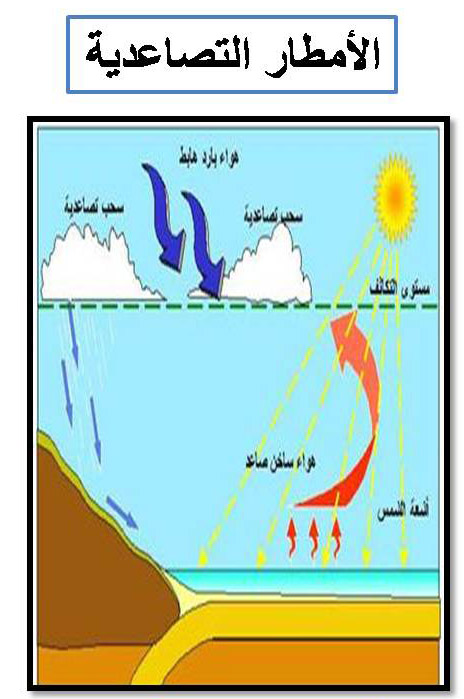 الأمطار التصاعدية
هواء بارد هابط
سحب تصاعدية
سحب تصاعدية
مستوى التكاثف
هواء ساخن صاعد
أشعة الشمس